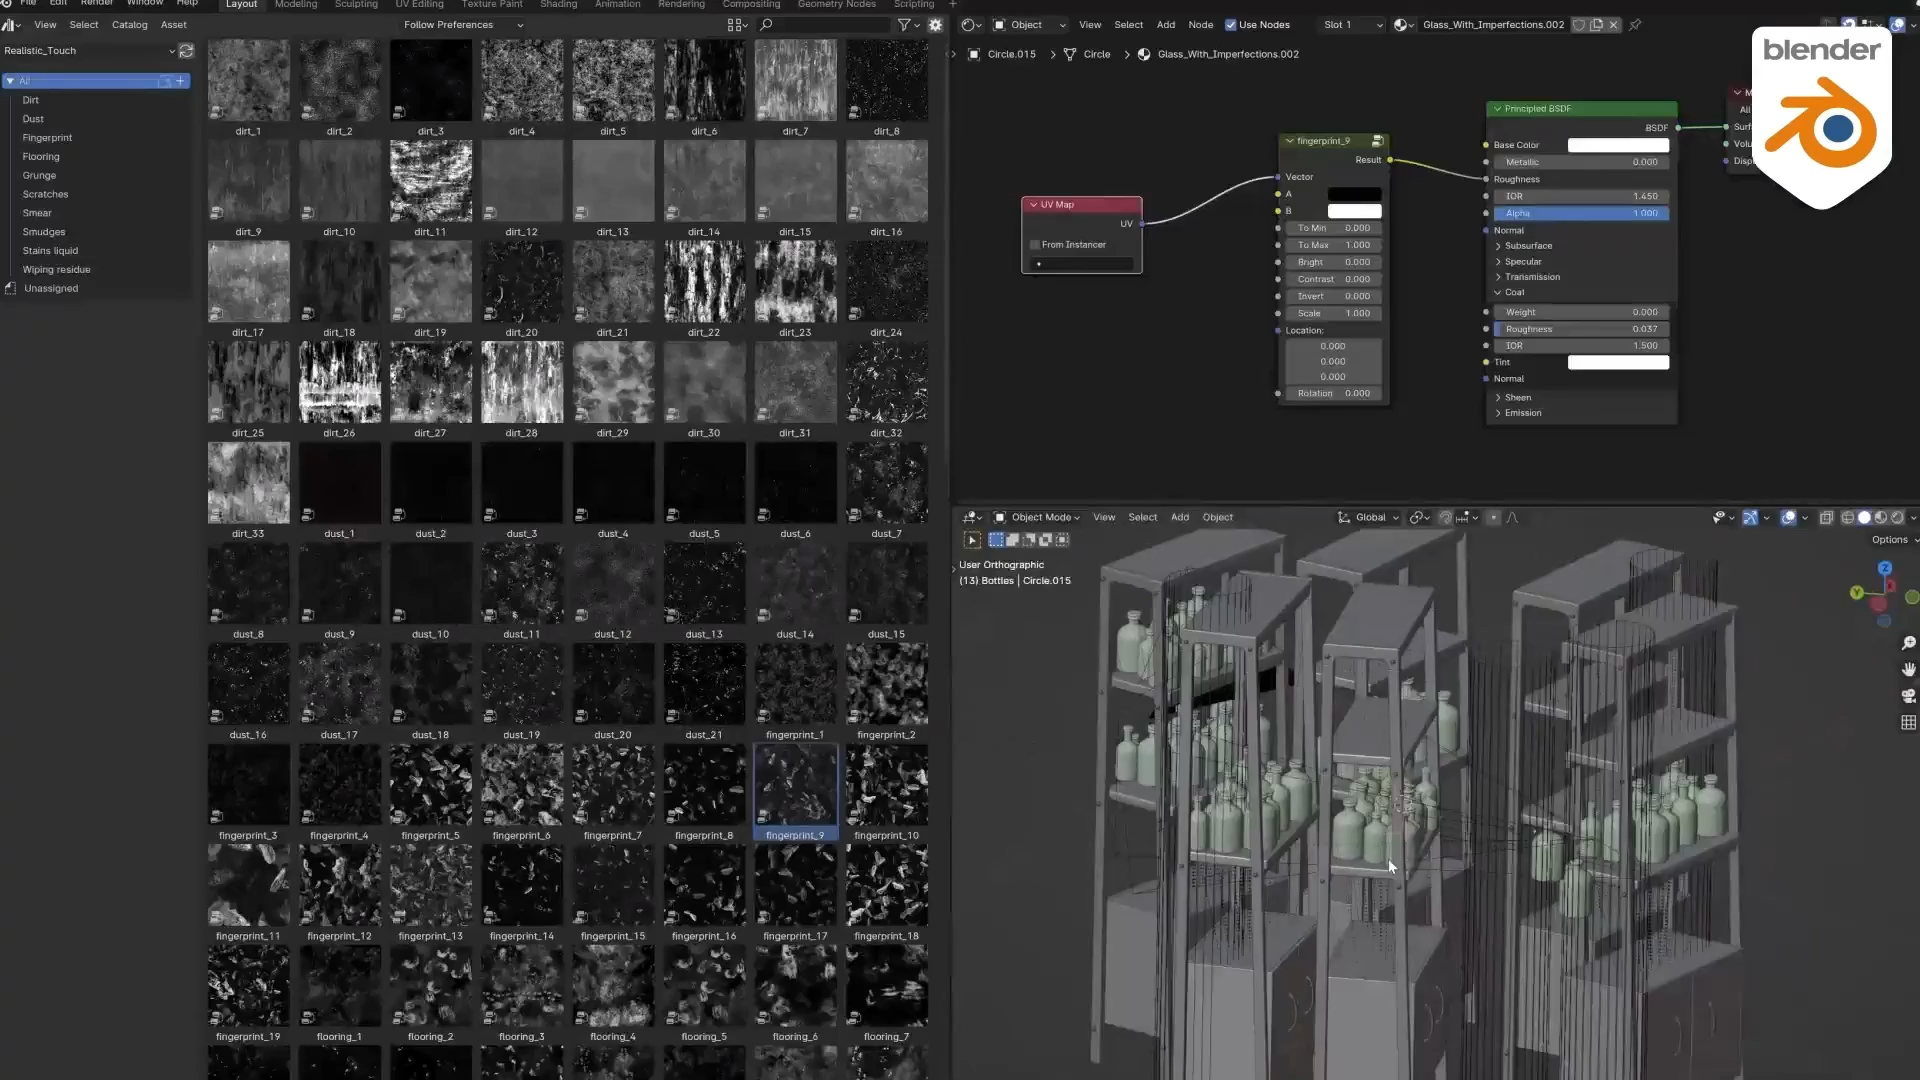 File Edit Render Window Help
Layout Modeling Sculpting UV Editing Texture Paint Shading Animation Rendering Compositing Geometry Nodes Scripting
View Select Catalog Asset
Follow Preferences
Realistic_Touch
All
Dirt
Dust
Fingerprint
Flooring
Grunge
Scratches
Smear
Smudges
Stains liquid
Wiping residue
Unassigned
dirt_1 dirt_2 dirt_3 dirt_4 dirt_5 dirt_6 dirt_7 dirt_8
dirt_9 dirt_10 dirt_11 dirt_12 dirt_13 dirt_14 dirt_15 dirt_16
dirt_17 dirt_18 dirt_19 dirt_20 dirt_21 dirt_22 dirt_23 dirt_24
dirt_25 dirt_26 dirt_27 dirt_28 dirt_29 dirt_30 dirt_31 dirt_32
dirt_33 dust_1 dust_2 dust_3 dust_4 dust_5 dust_6 dust_7
dust_8 dust_9 dust_10 dust_11 dust_12 dust_13 dust_14 dust_15
dust_16 dust_17 dust_18 dust_19 dust_20 dust_21 fingerprint_1 fingerprint_2
fingerprint_3 fingerprint_4 fingerprint_5 fingerprint_6 fingerprint_7 fingerprint_8 fingerprint_9 fingerprint_10
fingerprint_11 fingerprint_12 fingerprint_13 fingerprint_14 fingerprint_15 fingerprint_16 fingerprint_17 fingerprint_18
fingerprint_19 flooring_1 flooring_2 flooring_3 flooring_4 flooring_5 flooring_6 flooring_7
Object View Select Add Node Use Nodes Slot 1 Glass_With_Imperfections.002
Circle.015 Circle Glass_With_Imperfections.002
blender
UV Map
UV
From Instancer
fingerprint_9
Result
Vector
A
B
To Min 0.000
To Max 1.000
Bright 0.000
Contrast 0.000
Invert 0.000
Scale 1.000
Location:
0.000
0.000
0.000
Rotation 0.000
Principled BSDF
BSDF
Base Color
Metallic 0.000
Roughness
IOR 1.450
Alpha 1.000
Normal
Subsurface
Specular
Transmission
Coat
Weight 0.000
Roughness 0.037
IOR 1.500
Tint
Normal
Sheen
Emission
Object Mode View Select Add Object Global
Options
User Orthographic
(13) Bottles | Circle.015
Z
Y